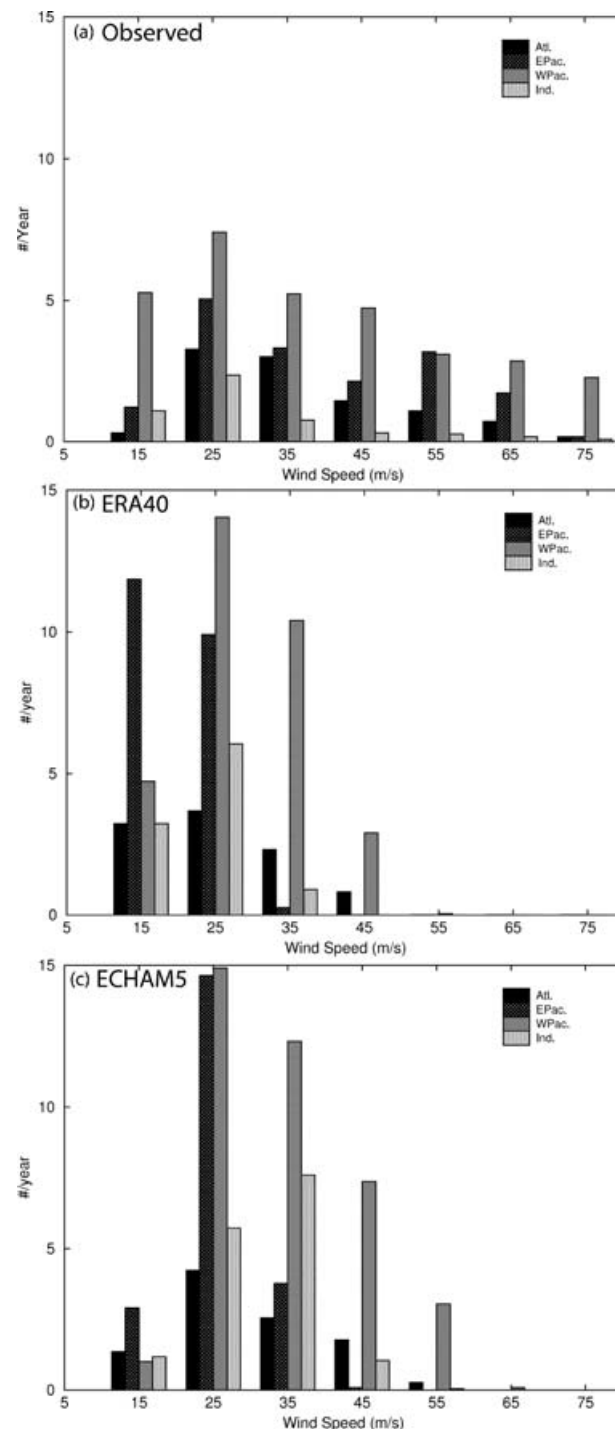 (a) Observed
Atl.
EPac.
WPac.
Ind.
15
10
5
0
#/Year
5 15 25 35 45 55 65 75
Wind Speed (m/s)
(b) ERA40
Atl.
EPac.
WPac.
Ind.
15
10
5
0
#/year
5 15 25 35 45 55 65 75
Wind Speed (m/s)
(c) ECHAM5
Atl.
EPac.
WPac.
Ind.
15
10
5
0
#/year
5 15 25 35 45 55 65 75
Wind Speed (m/s)